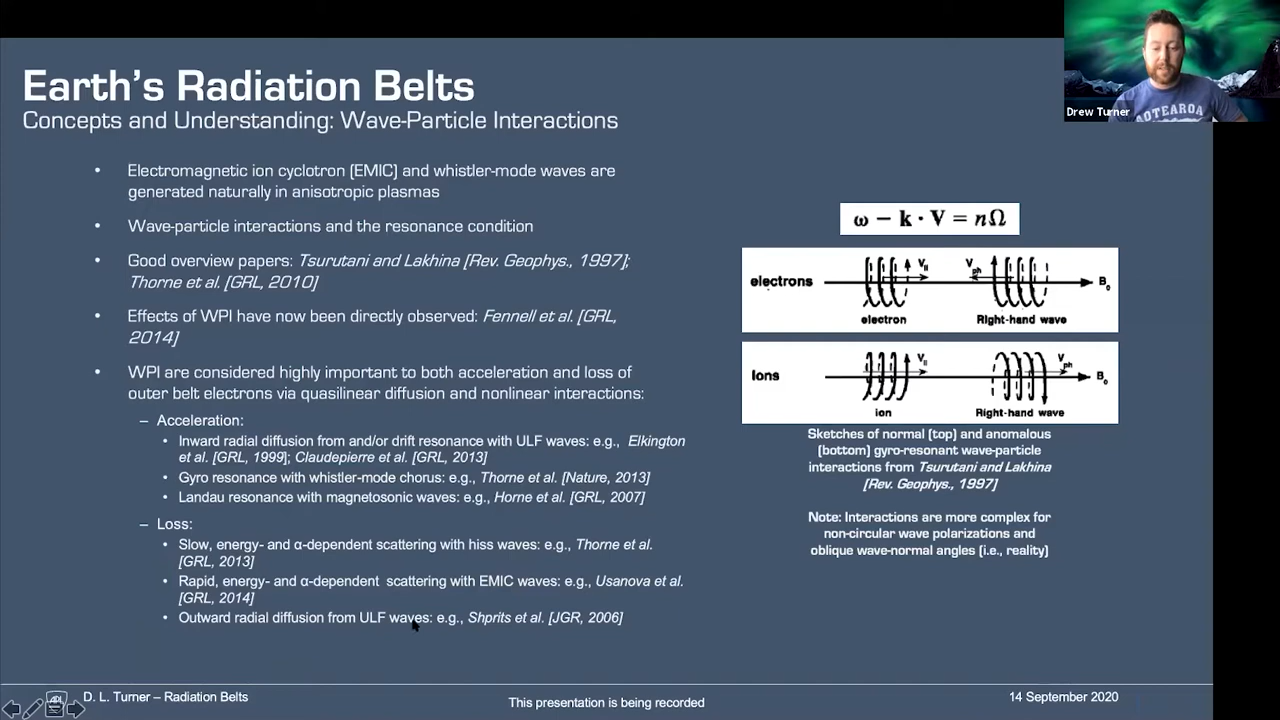 Earth's Radiation Belts
Concepts and Understanding: Wave-Particle Interactions
• Electromagnetic ion cyclotron (EMIC) and whistler-mode waves are
generated naturally in anisotropic plasmas
• Wave-particle interactions and the resonance condition
• Good overview papers: Tsurutani and Lakhina [Rev. Geophys., 1997];
Thorne et al. [GRL, 2010]
• Effects of WPI have now been directly observed: Fennell et al. [GRL,
2014]
• WPI are considered highly important to both acceleration and loss of
outer belt electrons via quasilinear diffusion and nonlinear interactions:
– Acceleration:
• Inward radial diffusion from and/or drift resonance with ULF waves: e.g., Elkington
et al. [GRL, 1999]; Claudepierre et al. [GRL, 2013]
• Gyro resonance with whistler-mode chorus: e.g., Thorne et al. [Nature, 2013]
• Landau resonance with magnetosonic waves: e.g., Horne et al. [GRL, 2007]
– Loss:
• Slow, energy- and α-dependent scattering with hiss waves: e.g., Thorne et al.
[GRL, 2013]
• Rapid, energy- and α-dependent scattering with EMIC waves: e.g., Usanova et al.
[GRL, 2014]
• Outward radial diffusion from ULF waves: e.g., Shprits et al. [JGR, 2006]
ω − k · V = nΩ
electrons
V||
Vph
B₀
electron
Right-hand wave
Ions
V||
Vph
B₀
ion
Right-hand wave
Sketches of normal (top) and anomalous
(bottom) gyro-resonant wave-particle
interactions from Tsurutani and Lakhina
[Rev. Geophys., 1997]
Note: Interactions are more complex for
non-circular wave polarizations and
oblique wave-normal angles (i.e., reality)
Drew Turner
AOTEAROA
APL
D. L. Turner – Radiation Belts
This presentation is being recorded
14 September 2020